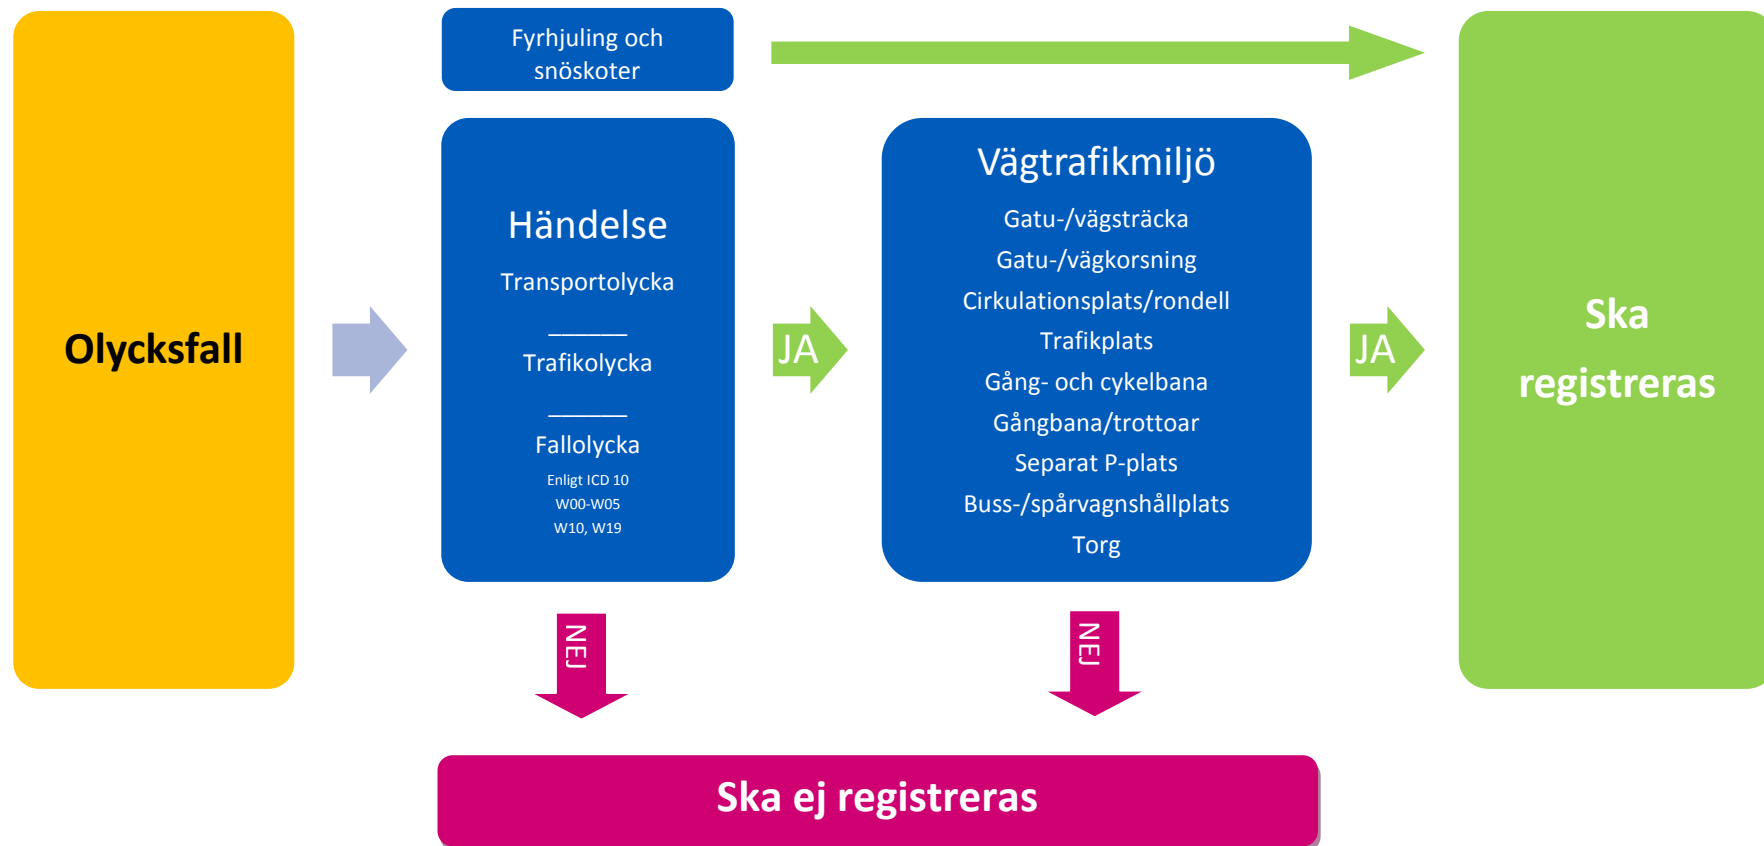 Olycksfall
Fyrhjuling och
snöskoter
Händelse
Transportolycka
______
Trafikolycka
______
Fallolycka
Enligt ICD 10
W00-W05
W10, W19
JA
Vägtrafikmiljö
Gatu-/vägsträcka
Gatu-/vägkorsning
Cirkulationsplats/rondell
Trafikplats
Gång- och cykelbana
Gångbana/trottoar
Separat P-plats
Buss-/spårvagnshållplats
Torg
JA
Ska
registreras
NEJ
NEJ
Ska ej registreras